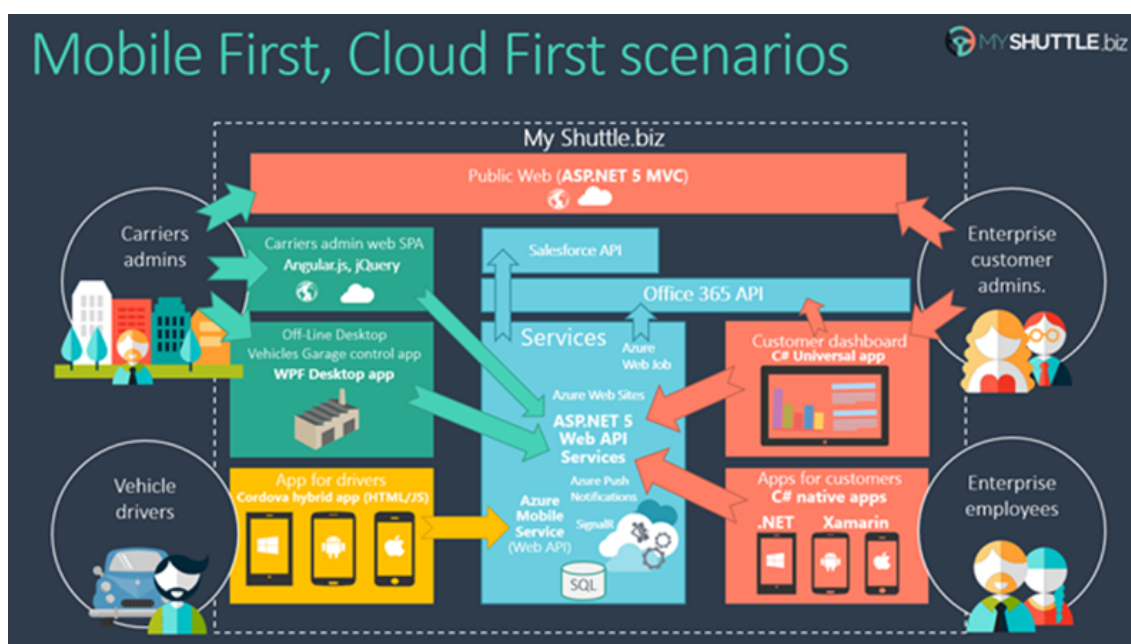 Mobile First, Cloud First scenarios
MYSHUTTLE.biz
My Shuttle.biz
Public Web (ASP.NET 5 MVC)
Carriers
admins
Carriers admin web SPA
Angular.js, jQuery
Salesforce API
Office 365 API
Enterprise
customer
admins.
Off-Line Desktop
Vehicles Garage control app
WPF Desktop app
Services
Azure
Web Job
Azure Web Sites
ASP.NET 5
Web API
Services
Customer dashboard
C# Universal app
Vehicle
drivers
App for drivers
Cordova hybrid app (HTML/JS)
Azure Push
Notifications
Azure
Mobile
Service
(Web API)
SignalR
SQL
Apps for customers
C# native apps
.NET
Xamarin
Enterprise
employees